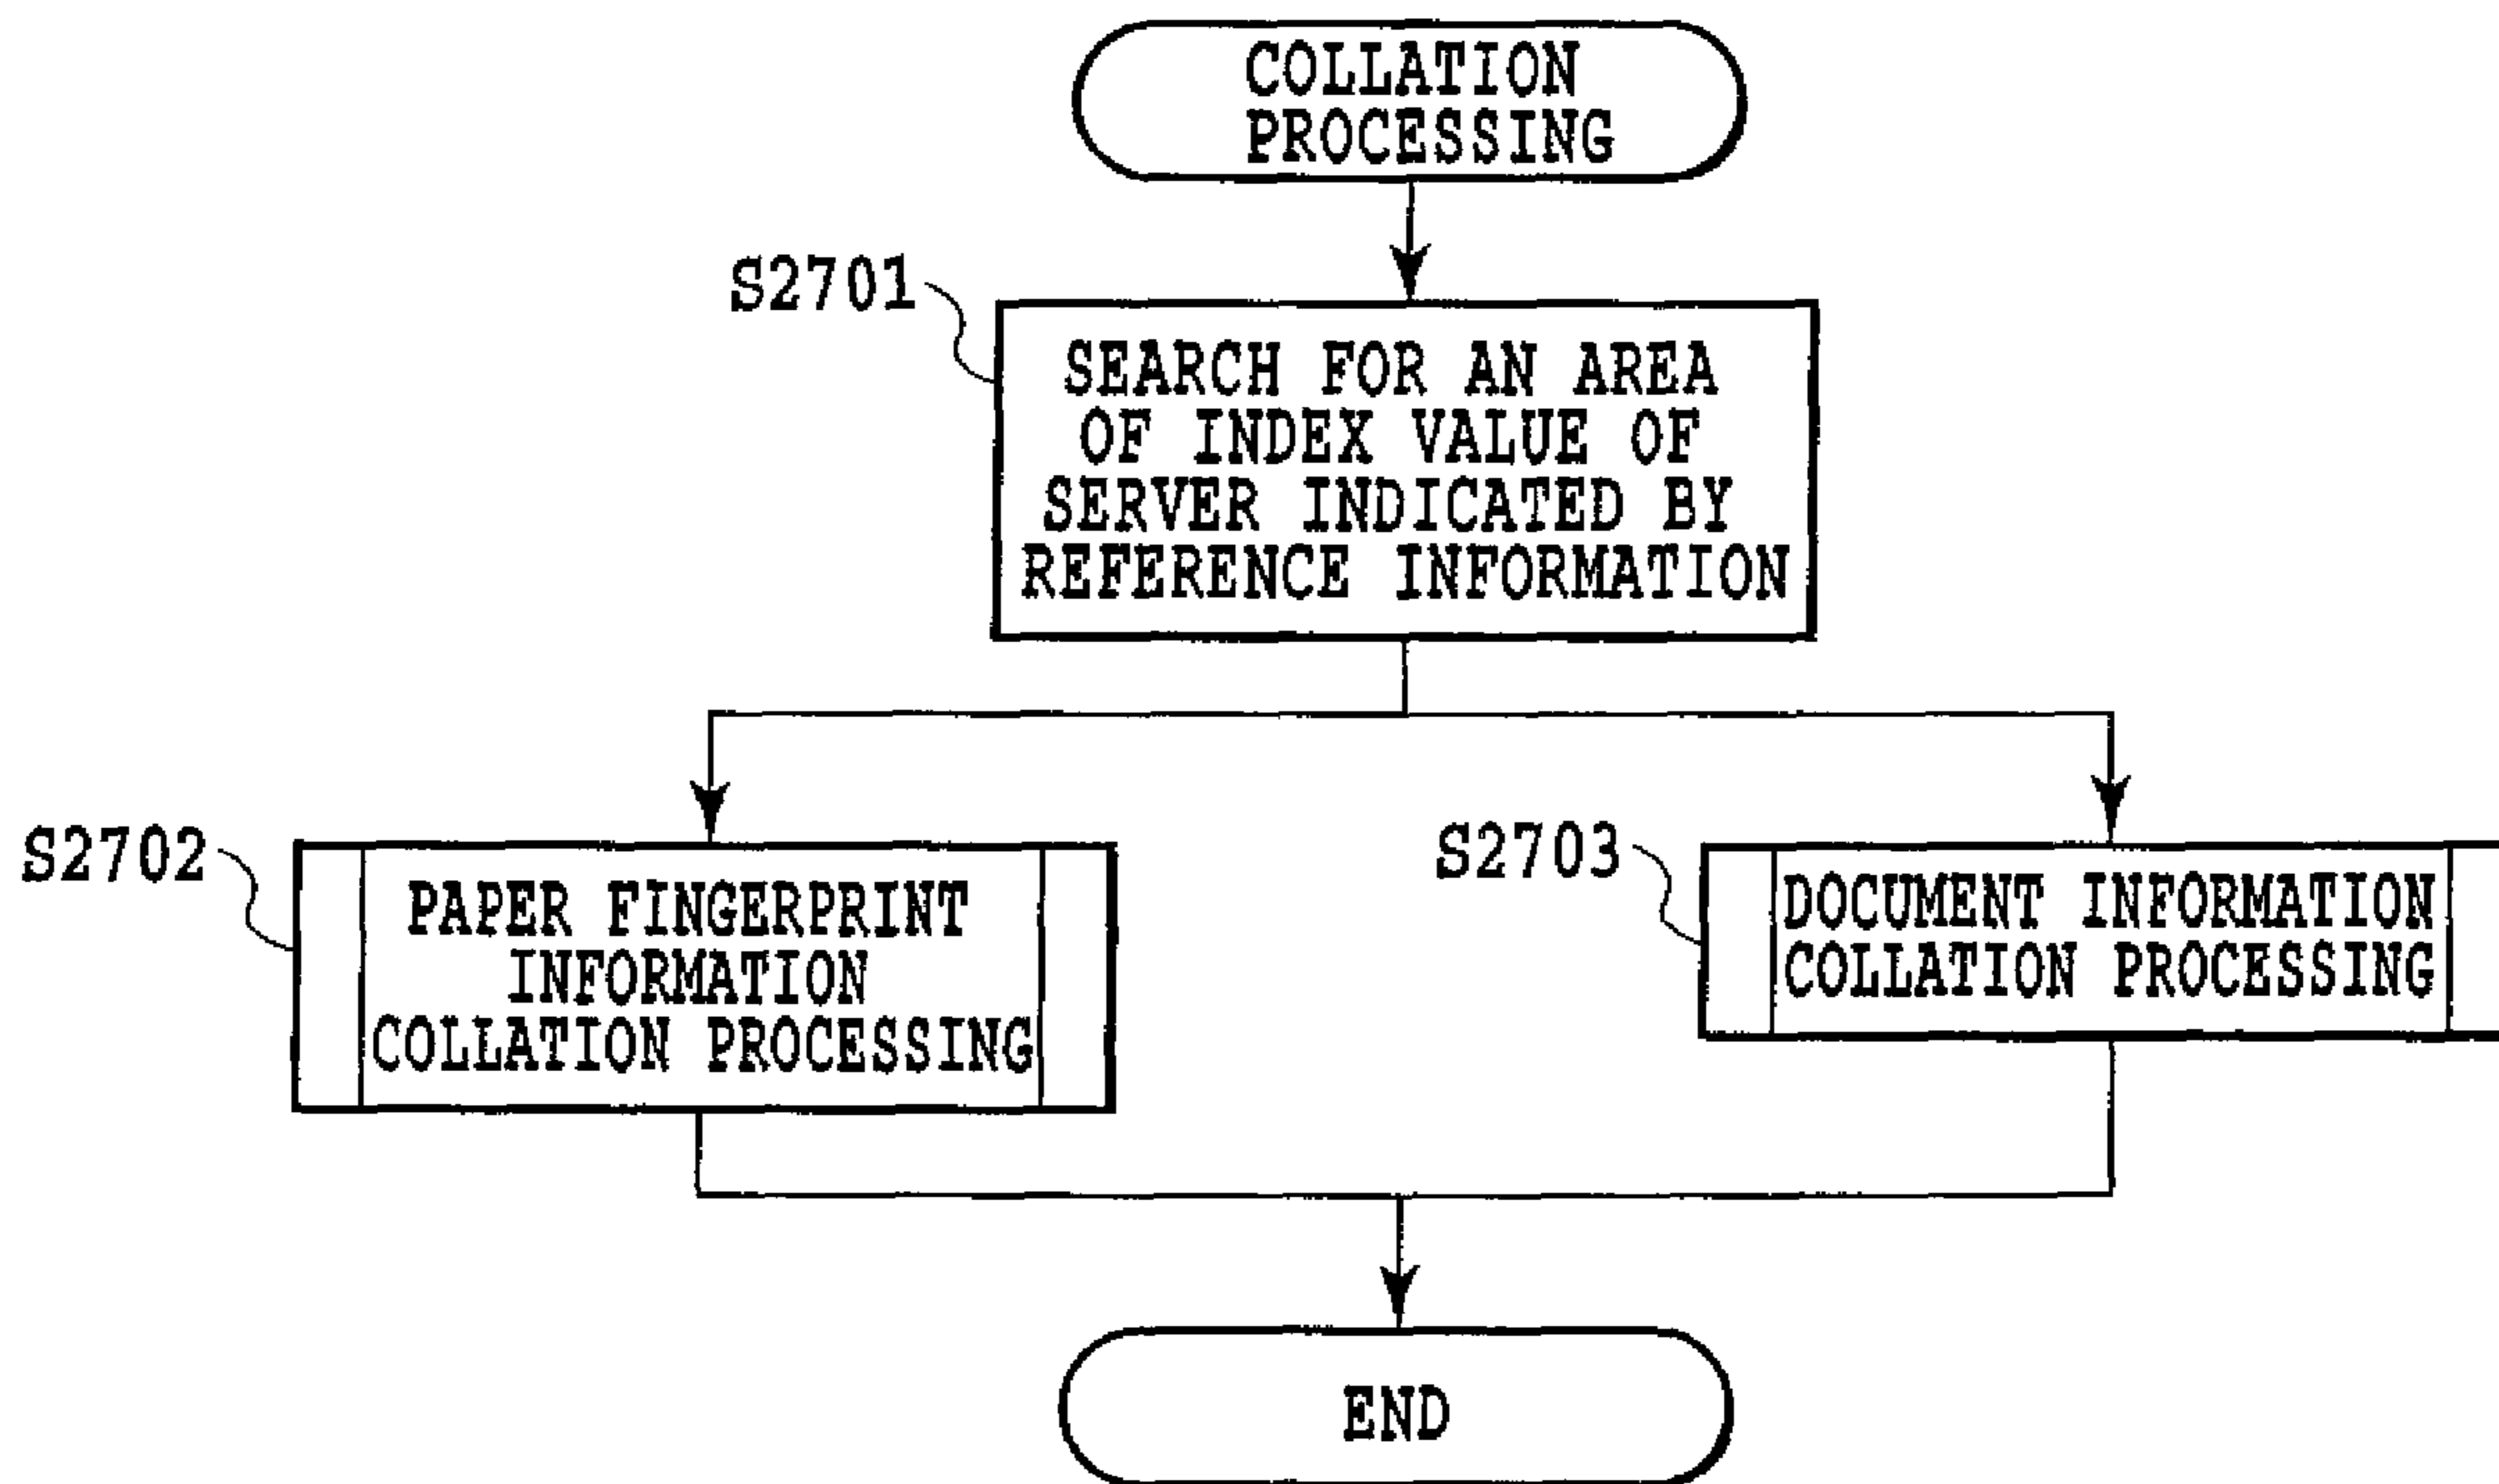 COLLATION
PROCESSING
S2701
SEARCH FOR AN AREA
OF INDEX VALUE OF
SERVER INDICATED BY
REFERENCE INFORMATION
S2702
PAPER FINGERPRINT
INFORMATION
COLLATION PROCESSING
S2703
DOCUMENT INFORMATION
COLLATION PROCESSING
END